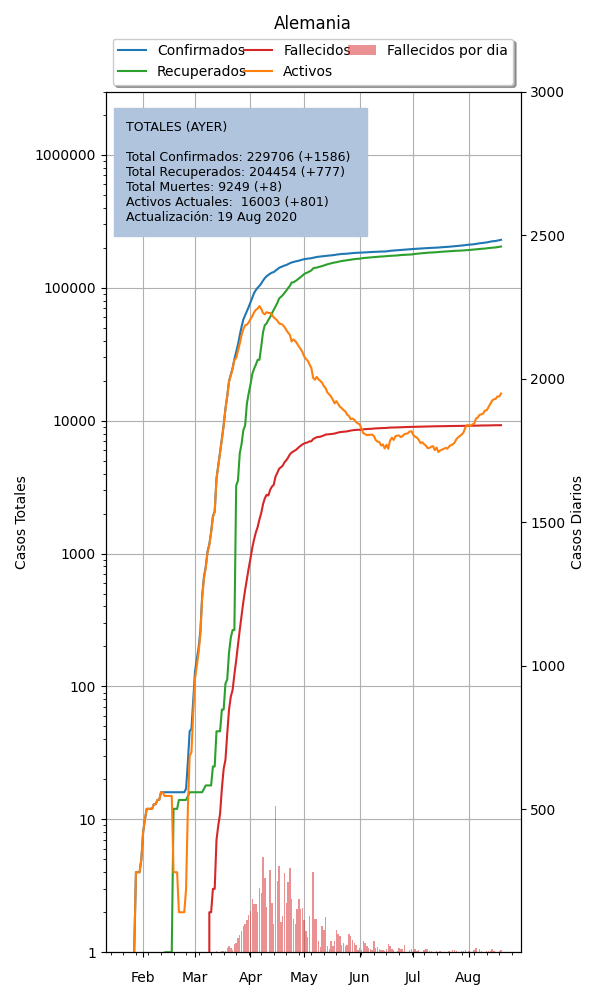 Alemania
Confirmados
Fallecidos
Fallecidos por dia
Recuperados
Activos
TOTALES (AYER)
Total Confirmados: 229706 (+1586)
Total Recuperados: 204454 (+777)
Total Muertes: 9249 (+8)
Activos Actuales:  16003 (+801)
Actualización: 19 Aug 2020
Casos Totales
1000000
100000
10000
1000
100
10
1
3000
2500
2000
1500
1000
500
Casos Diarios
Feb Mar Apr May Jun Jul Aug